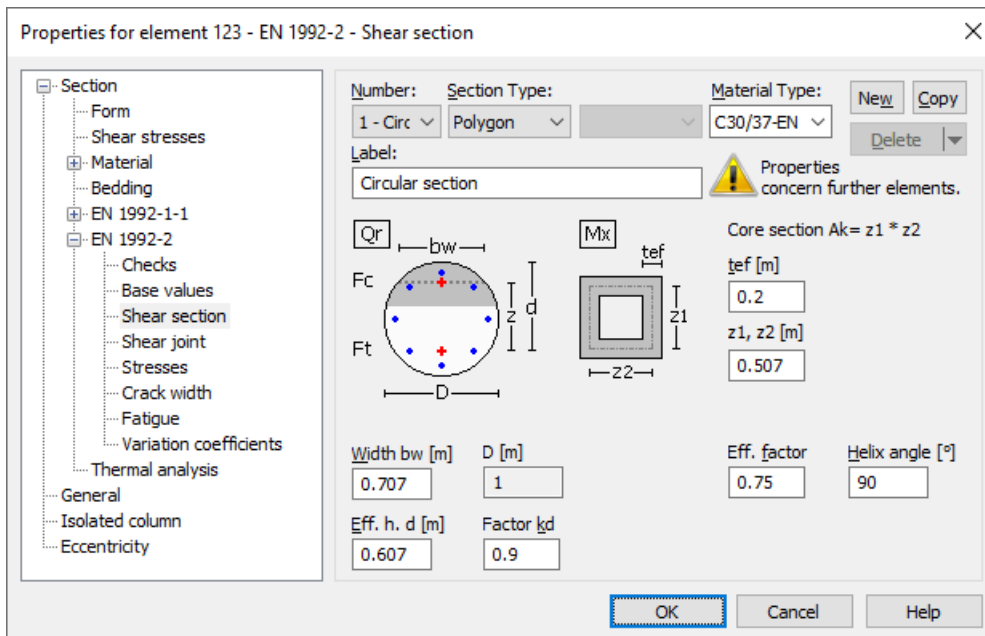 Properties for element 123 - EN 1992-2 - Shear section
Section
Form
Shear stresses
Material
Bedding
EN 1992-1-1
EN 1992-2
Checks
Base values
Shear section
Shear joint
Stresses
Crack width
Fatigue
Variation coefficients
Thermal analysis
General
Isolated column
Eccentricity
Number: Section Type: Material Type:
1 - Circ Polygon C30/37-EN
New Copy
Delete
Label:
Circular section
Properties
concern further elements.
Qr bw
Fc
Ft
z d
D
Mx tef
z1
z2
Core section Ak= z1 * z2
tef [m]
0.2
z1, z2 [m]
0.507
Width bw [m] D [m] Eff. factor Helix angle [°]
0.707 1 0.75 90
Eff. h. d [m] Factor kd
0.607 0.9
OK Cancel Help